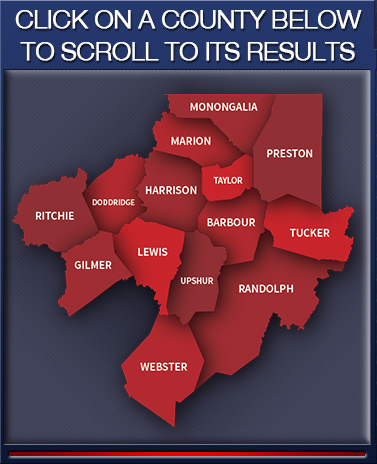 CLICK ON A COUNTY BELOW
TO SCROLL TO ITS RESULTS
MONONGALIA
MARION
PRESTON
TAYLOR
HARRISON
DODDRIDGE
RITCHIE
BARBOUR
TUCKER
LEWIS
GILMER
UPSHUR
RANDOLPH
WEBSTER